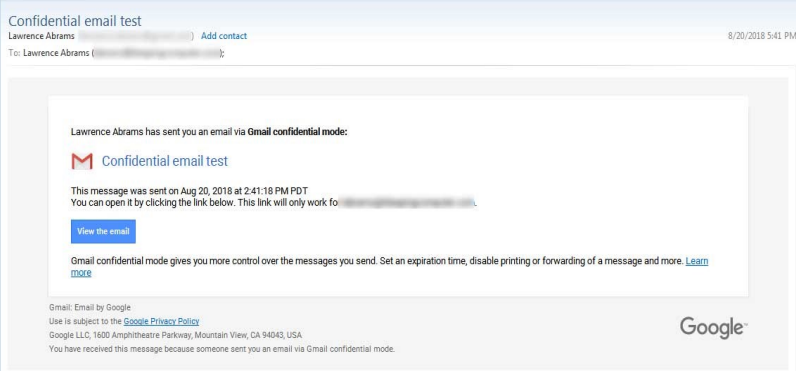 Confidential email test
Lawrence Abrams ) Add contact
8/20/2018 5:41 PM
To: Lawrence Abrams ( );
Lawrence Abrams has sent you an email via Gmail confidential mode:
Confidential email test
This message was sent on Aug 20, 2018 at 2:41:18 PM PDT
You can open it by clicking the link below. This link will only work fo .
View the email
Gmail confidential mode gives you more control over the messages you send. Set an expiration time, disable printing or forwarding of a message and more. Learn
more
Gmail: Email by Google
Use is subject to the Google Privacy Policy
Google LLC, 1600 Amphitheatre Parkway, Mountain View, CA 94043, USA
You have received this message because someone sent you an email via Gmail confidential mode.
Google